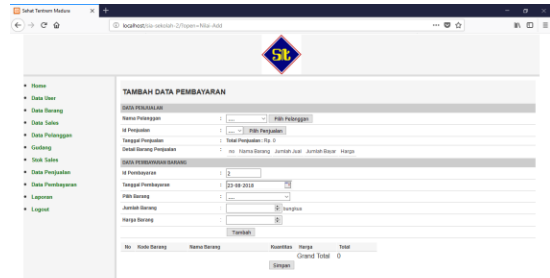 Sehat Tentrem Madura
localhost/sia-sekolah-2/?open=Nilai-Add
St
Home
Data User
Data Barang
Data Sales
Data Pelanggan
Gudang
Stok Sales
Data Penjualan
Data Pembayaran
Laporan
Logout
TAMBAH DATA PEMBAYARAN
DATA PENJUALAN
Nama Pelanggan : .... Pilih Pelanggan
Id Penjualan : .... Pilih Penjualan
Tanggal Penjualan : Total Penjualan : Rp. 0
Detail Barang Penjualan : no Nama Barang Jumlah Jual Jumlah Bayar Harga
DATA PEMBAYARAN BARANG
Id Pembayaran : 2
Tanggal Pembayaran : 23-08-2018
Pilih Barang : ....
Jumlah Barang : bungkus
Harga Barang :
Tambah
No Kode Barang Nama Barang Kuantitas Harga Total
Grand Total 0
Simpan